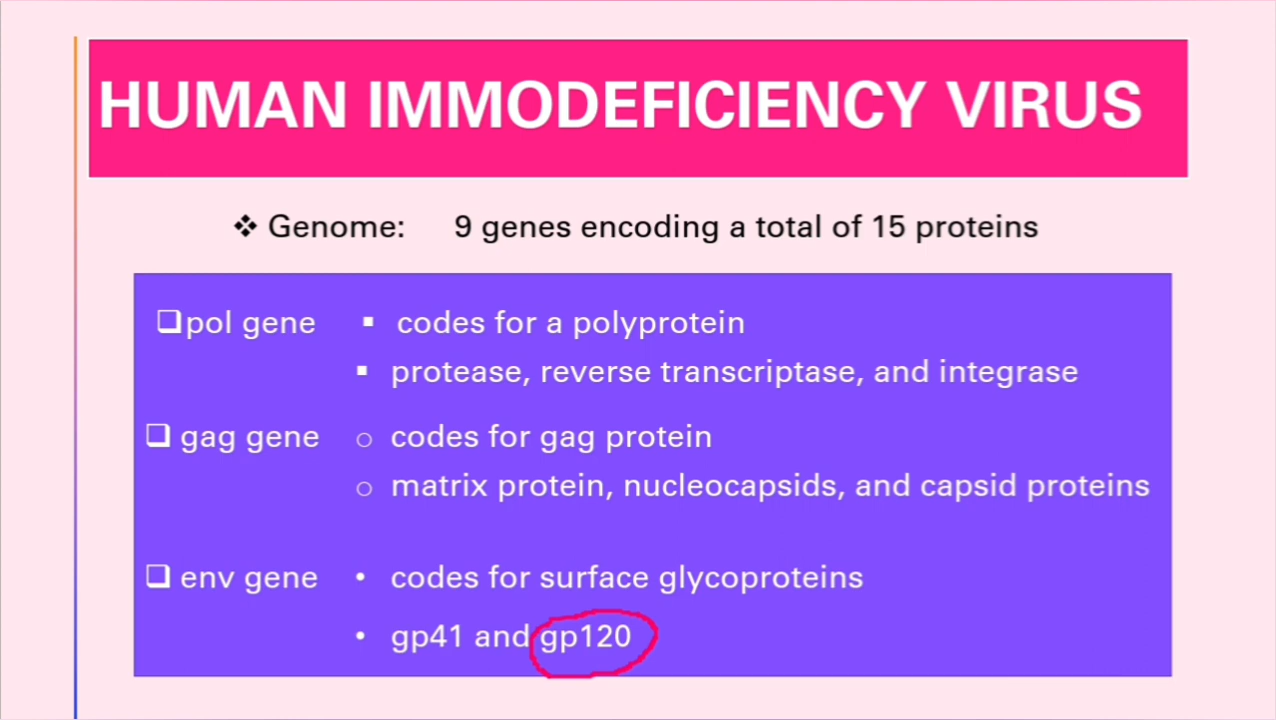 HUMAN IMMODEFICIENCY VIRUS
❖ Genome: 9 genes encoding a total of 15 proteins
❑pol gene ▪ codes for a polyprotein
▪ protease, reverse transcriptase, and integrase
❑ gag gene ○ codes for gag protein
○ matrix protein, nucleocapsids, and capsid proteins
❑ env gene • codes for surface glycoproteins
• gp41 and gp120